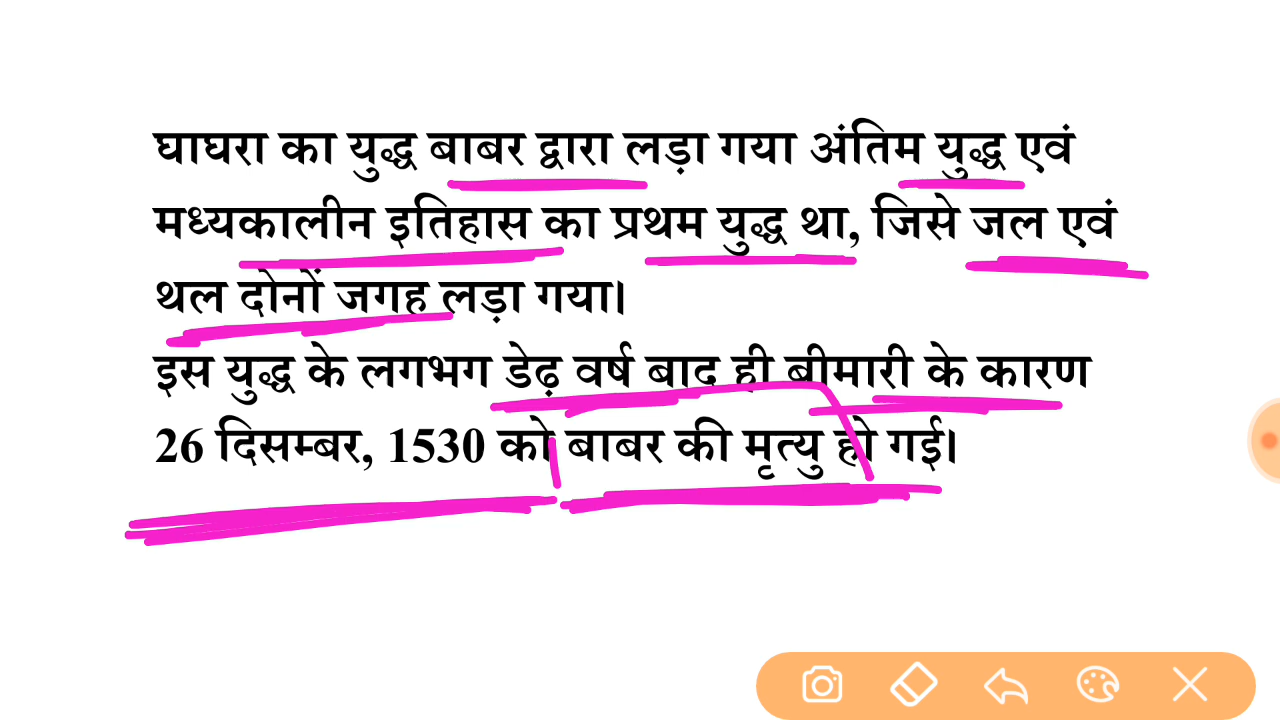 घाघरा का युद्ध बाबर द्वारा लड़ा गया अंतिम युद्ध एवं
मध्यकालीन इतिहास का प्रथम युद्ध था, जिसे जल एवं
थल दोनों जगह लड़ा गया।
इस युद्ध के लगभग डेढ़ वर्ष बाद ही बीमारी के कारण
26 दिसम्बर, 1530 को बाबर की मृत्यु हो गई।